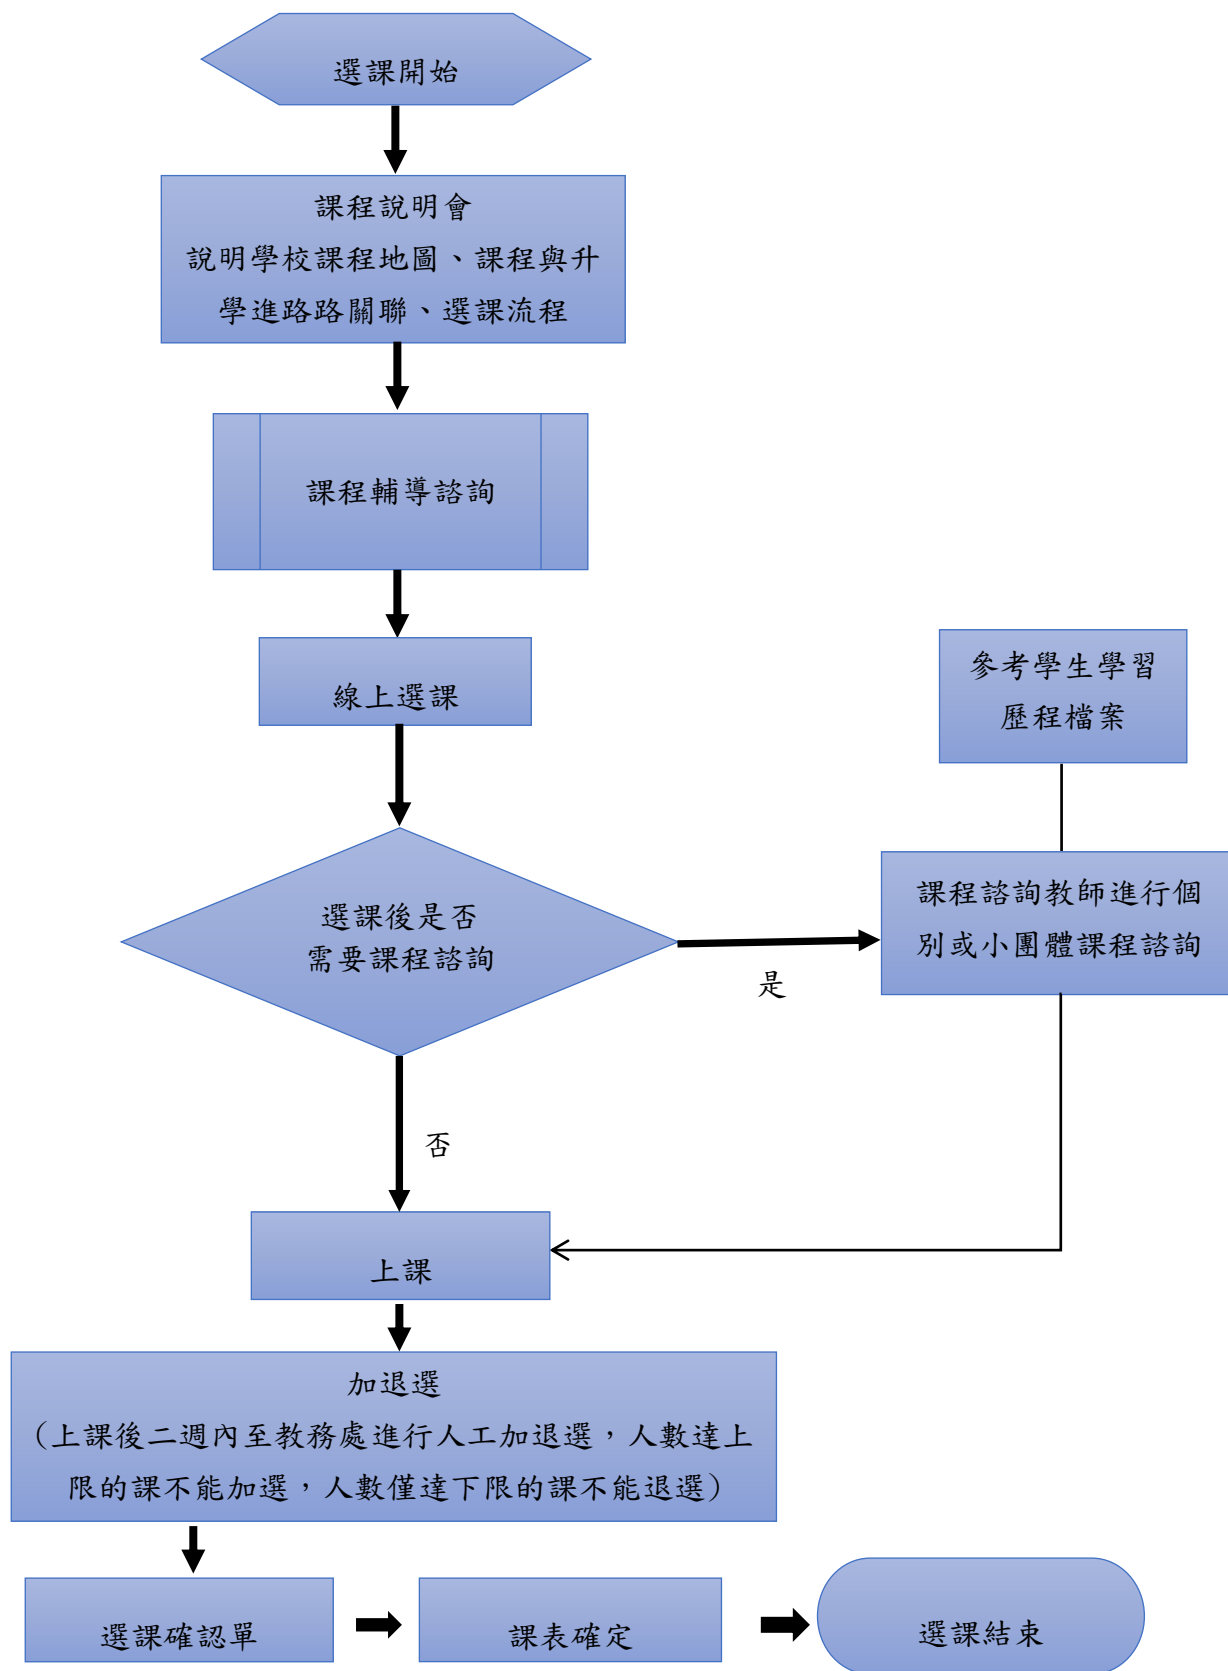 選課開始
課程說明會
說明學校課程地圖、課程與升
學進路路關聯、選課流程
課程輔導諮詢
線上選課
參考學生學習
歷程檔案
選課後是否
需要課程諮詢
是
課程諮詢教師進行個
別或小團體課程諮詢
否
上課
加退選
（上課後二週內至教務處進行人工加退選，人數達上
限的課不能加選，人數僅達下限的課不能退選）
選課確認單
課表確定
選課結束